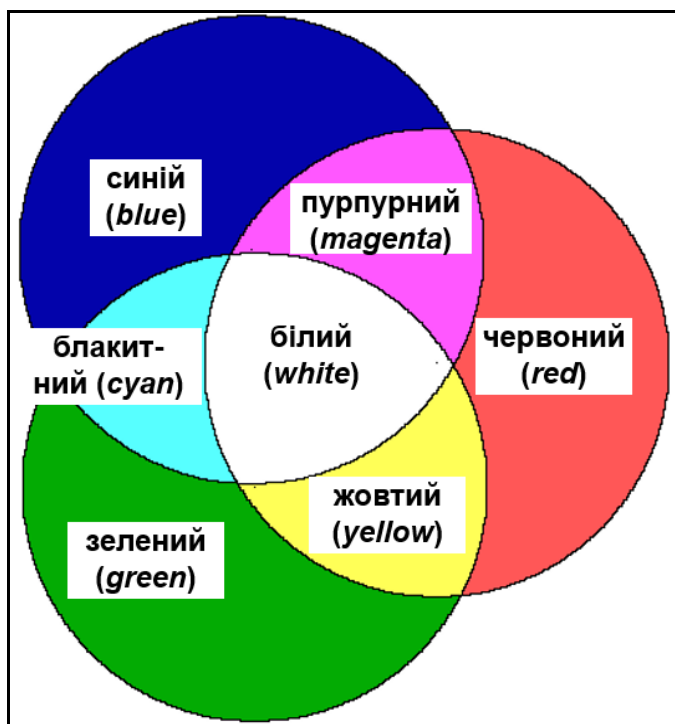 синій
(blue)
пурпурний
(magenta)
блакит-
ний (cyan)
білий
(white)
червоний
(red)
жовтий
(yellow)
зелений
(green)